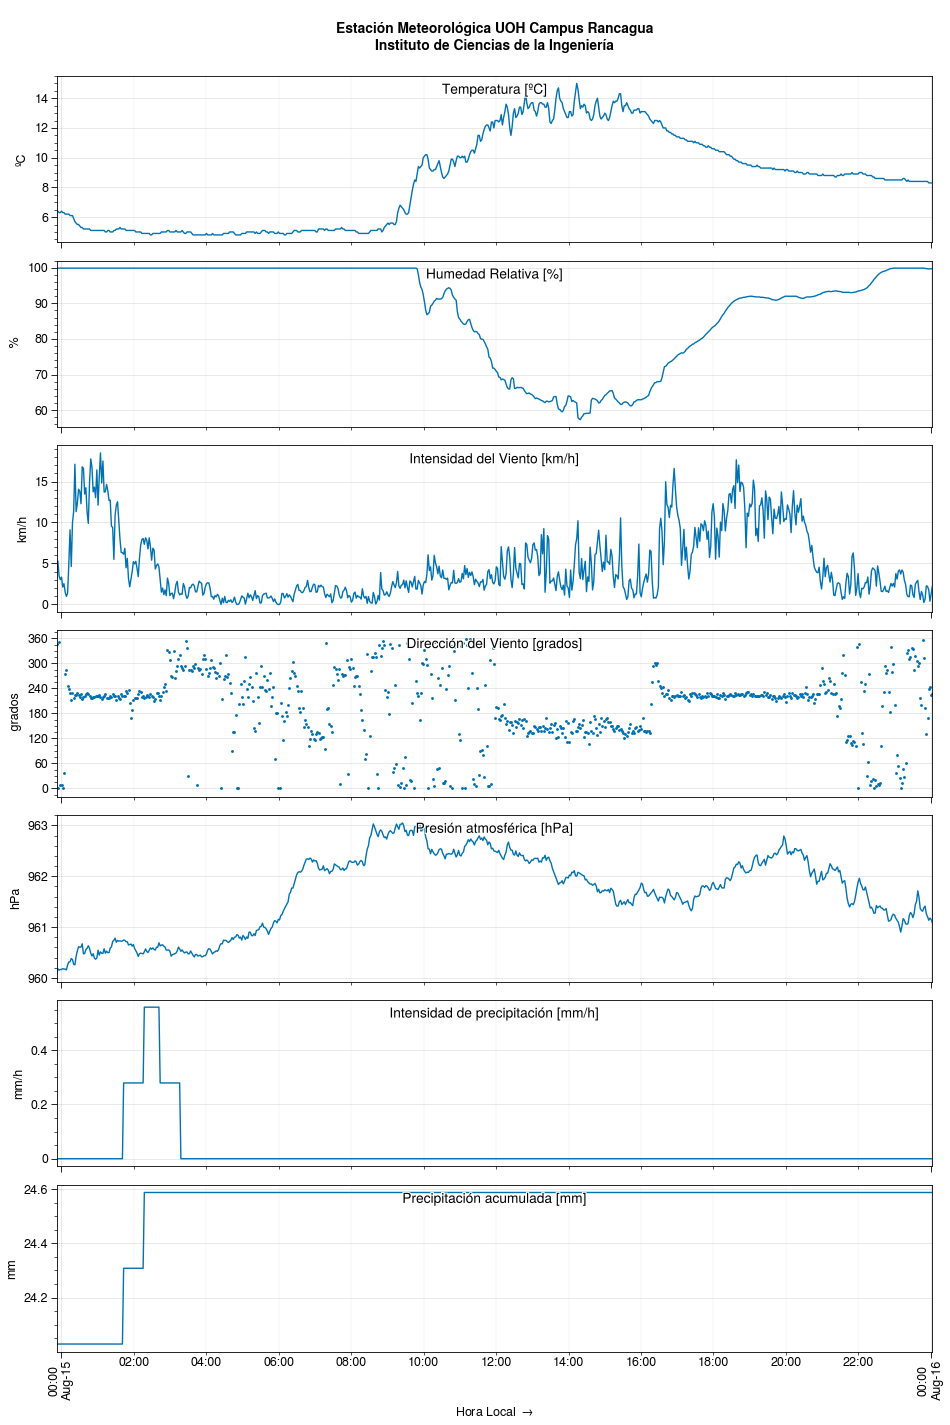 Estación Meteorológica UOH Campus Rancagua
Instituto de Ciencias de la Ingeniería
Temperatura [ºC]
14
12
10
8
6
ºC
Humedad Relativa [%]
100
90
80
70
60
%
Intensidad del Viento [km/h]
15
10
5
0
km/h
Dirección del Viento [grados]
360
300
240
180
120
60
0
grados
Presión atmosférica [hPa]
963
962
961
960
hPa
Intensidad de precipitación [mm/h]
0.4
0.2
0
mm/h
Precipitación acumulada [mm]
24.6
24.4
24.2
mm
00:00
Aug-15
02:00
04:00
06:00
08:00
10:00
12:00
14:00
16:00
18:00
20:00
22:00
00:00
Aug-16
Hora Local →